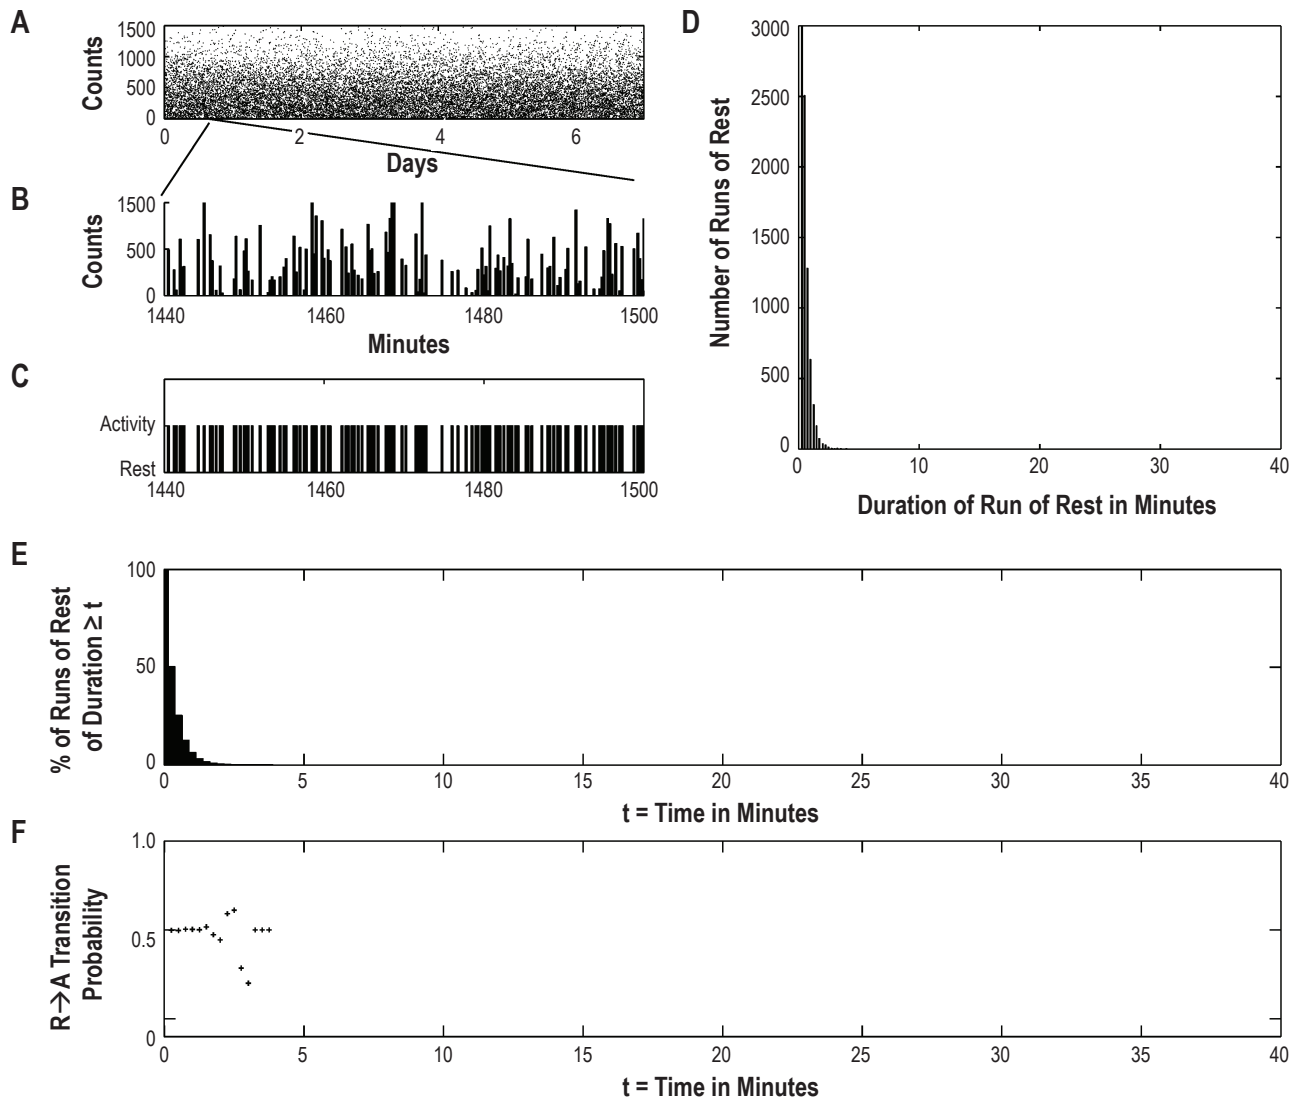 A
Counts
1500
1000
500
0
0 2 4 6
Days
B
Counts
1500
500
0
1440 1460 1480 1500
Minutes
C
Activity
Rest
1440 1460 1480 1500
D
Number of Runs of Rest
3000
2500
2000
1500
1000
500
0
0 10 20 30 40
Duration of Run of Rest in Minutes
E
% of Runs of Rest
of Duration ≥ t
100
50
0
0 5 10 15 20 25 30 35 40
t = Time in Minutes
F
R→A Transition
Probability
1.0
0.5
0
0 5 10 15 20 25 30 35 40
t = Time in Minutes